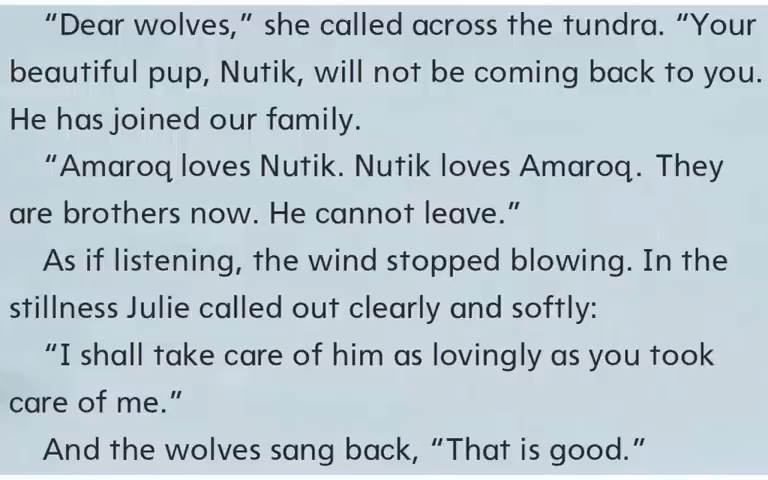 “Dear wolves,” she called across the tundra. “Your
beautiful pup, Nutik, will not be coming back to you.
He has joined our family.
“Amaroq loves Nutik. Nutik loves Amaroq. They
are brothers now. He cannot leave.”
As if listening, the wind stopped blowing. In the
stillness Julie called out clearly and softly:
“I shall take care of him as lovingly as you took
care of me.”
And the wolves sang back, “That is good.”